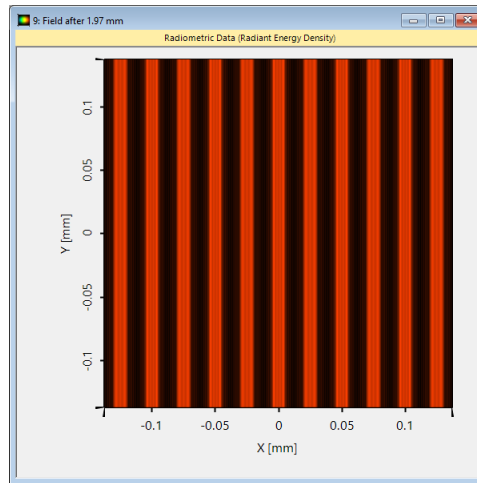 9: Field after 1.97 mm
Radiometric Data (Radiant Energy Density)
0.1
0.05
0
-0.05
-0.1
Y [mm]
-0.1
-0.05
0
0.05
0.1
X [mm]